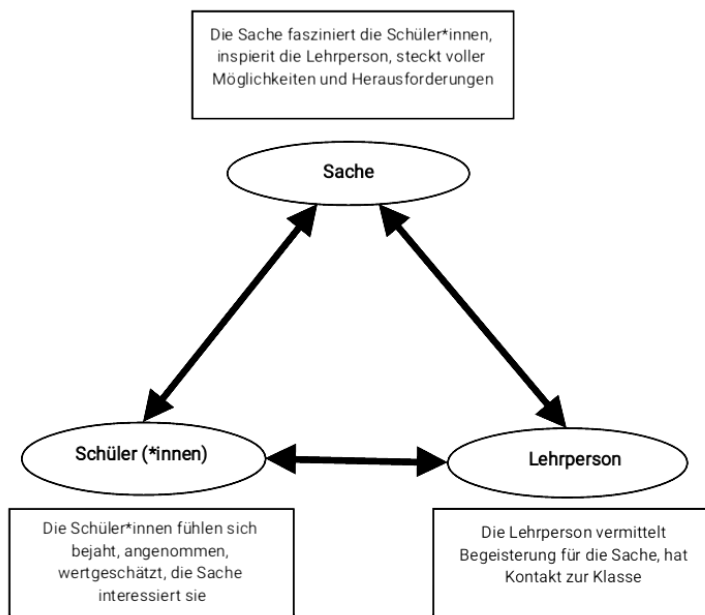 Die Sache fasziniert die Schüler*innen,
inspirit die Lehrperson, steckt voller
Möglichkeiten und Herausforderungen
Sache
Schüler (*innen)
Lehrperson
Die Schüler*innen fühlen sich
bejaht, angenommen,
wertgeschätzt, die Sache
interessiert sie
Die Lehrperson vermittelt
Begeisterung für die Sache, hat
Kontakt zur Klasse